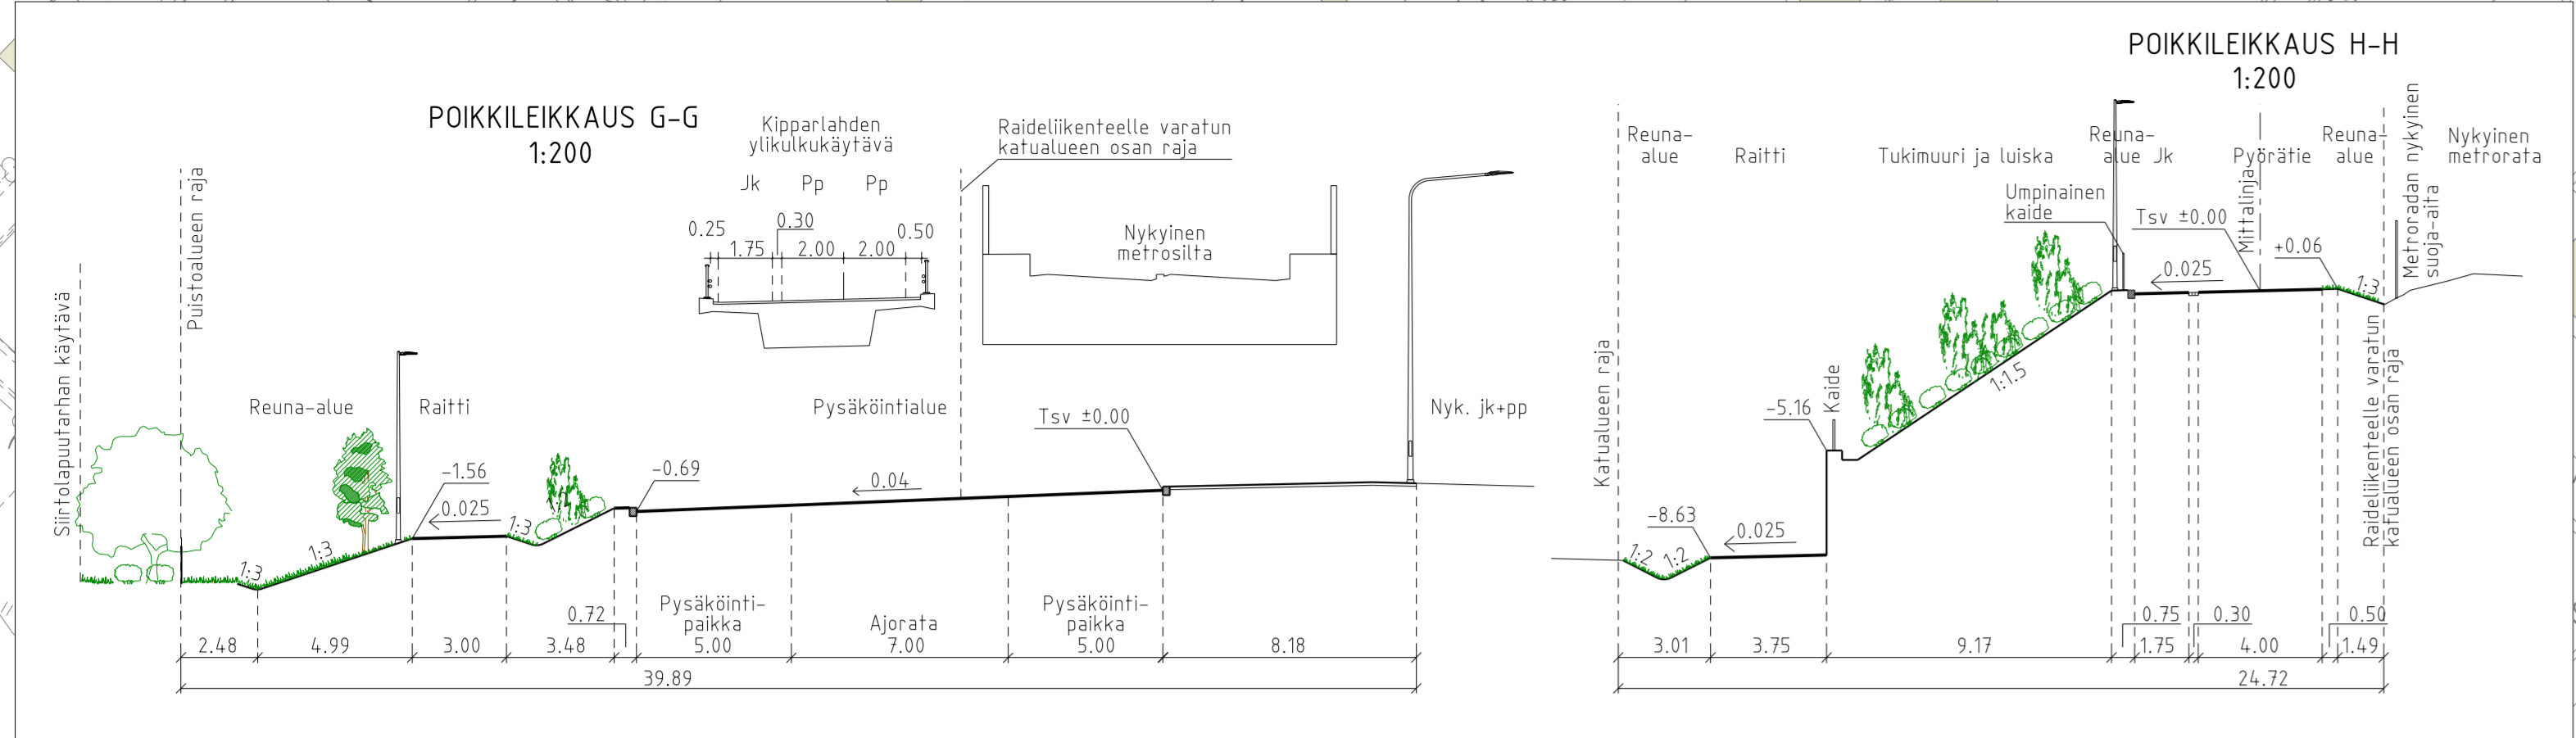 POIKKILEIKKAUS G-G
1:200
Kipparlahden
ylikulkukäytävä
Jk
Pp
Pp
0.25
1.75
0.30
2.00
2.00
0.50
Raideliikenteelle varatun
katualueen osan raja
Nykyinen
metrosilta
Siirtolaputarhan käytävä
Puistoalueen raja
Reuna-alue
Raitti
Pysäköintialue
Tsv ±0.00
Nyk. jk+pp
-1.56
0.025
-0.69
0.04
1:3
1:3
1:3
0.72
Pysäköinti-
paikka
5.00
Ajorata
7.00
Pysäköinti-
paikka
5.00
2.48
4.99
3.00
3.48
8.18
39.89
POIKKILEIKKAUS H-H
1:200
Reuna-
alue
Raitti
Tukimuuri ja luiska
Reuna-
alue
Jk
Pyörätie
Reuna-
alue
Nykyinen
metrorata
Metroradan nykyinen
suoja-aita
Umpinainen
kaide
Tsv ±0.00
Mittalinja
+0.06
0.025
1:3
1:1.5
Kaide
-5.16
Katualueen raja
-8.63
0.025
1:2
1:2
Raideliikenteelle varatun
katualueen osan raja
3.01
3.75
9.17
0.75
1.75
0.30
4.00
0.50
1.49
24.72